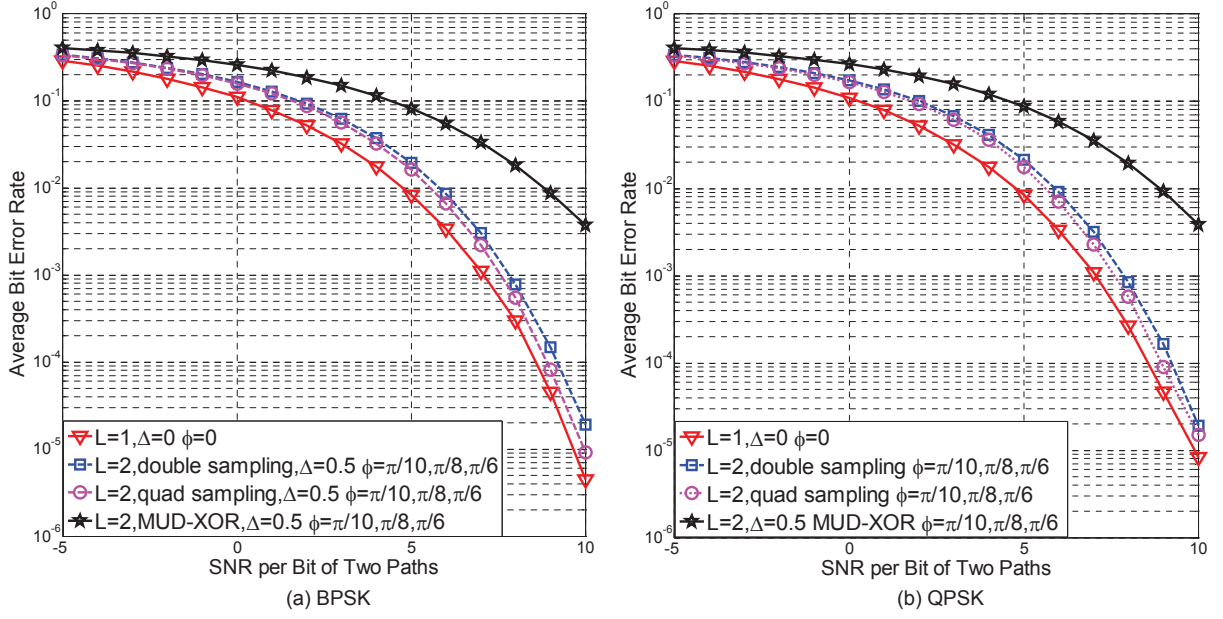 10^0
10^-1
10^-2
10^-3
10^-4
10^-5
10^-6
-5
0
5
10
Average Bit Error Rate
SNR per Bit of Two Paths
L=1,Δ=0 ϕ=0
L=2,double sampling,Δ=0.5 ϕ=π/10,π/8,π/6
L=2,quad sampling,Δ=0.5 ϕ=π/10,π/8,π/6
L=2,MUD-XOR,Δ=0.5 ϕ=π/10,π/8,π/6
(a) BPSK
10^0
10^-1
10^-2
10^-3
10^-4
10^-5
10^-6
-5
0
5
10
Average Bit Error Rate
SNR per Bit of Two Paths
L=1,Δ=0 ϕ=0
L=2,double sampling ϕ=π/10,π/8,π/6
L=2,quad sampling ϕ=π/10,π/8,π/6
L=2,Δ=0.5 MUD-XOR ϕ=π/10,π/8,π/6
(b) QPSK